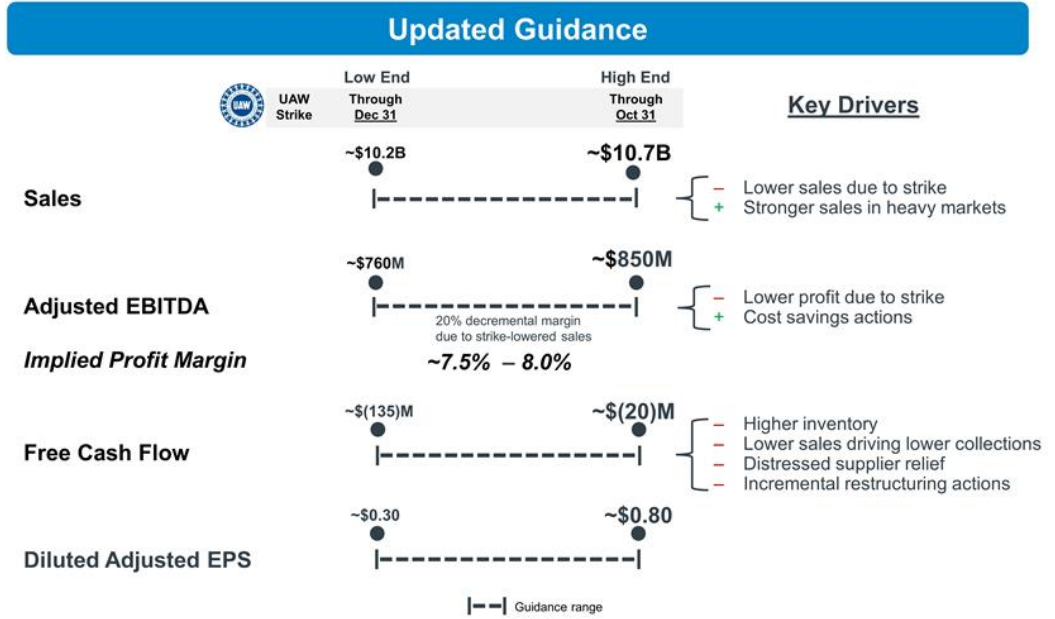 Updated Guidance
Low End
High End
UAW
UAW
Strike
Through
Dec 31
Through
Oct 31
Key Drivers
~$10.2B
~$10.7B
Sales
– Lower sales due to strike
+ Stronger sales in heavy markets
~$760M
~$850M
Adjusted EBITDA
20% decremental margin
due to strike-lowered sales
– Lower profit due to strike
+ Cost savings actions
Implied Profit Margin
~7.5% – 8.0%
~$(135)M
~$(20)M
Free Cash Flow
– Higher inventory
– Lower sales driving lower collections
– Distressed supplier relief
– Incremental restructuring actions
~$0.30
~$0.80
Diluted Adjusted EPS
Guidance range